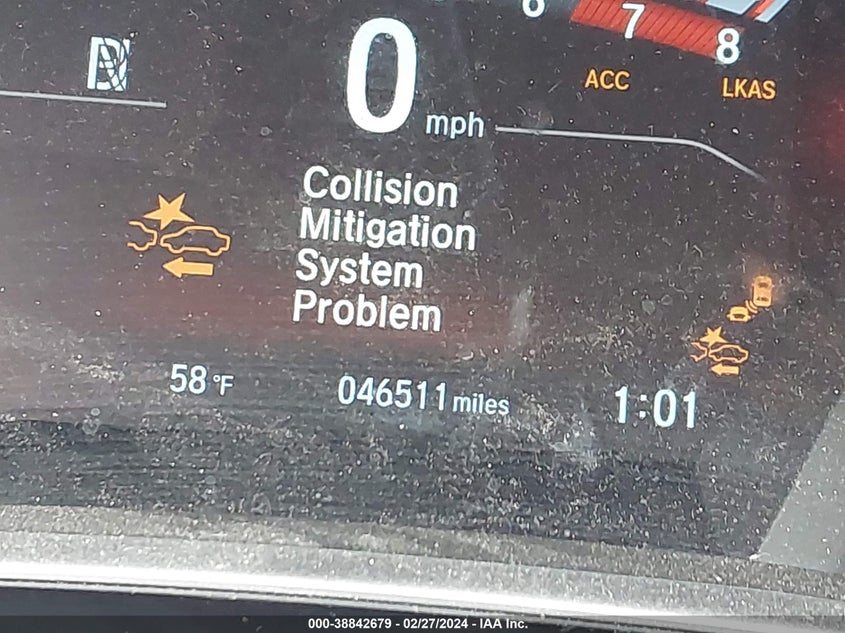 6
7
8
0 mph
ACC
LKAS
Collision
Mitigation
System
Problem
58 °F
046511 miles
1:01
000-38842679 - 02/27/2024 - IAA Inc.